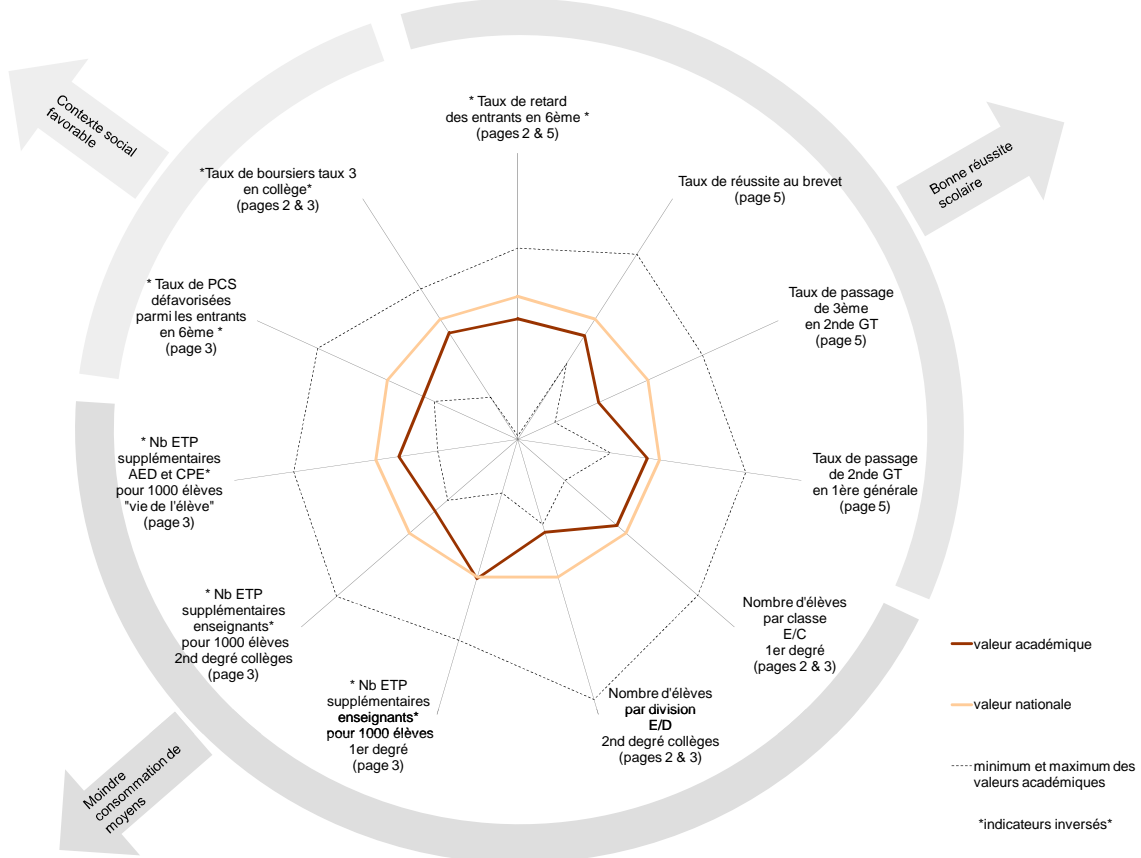 * Taux de retard
des entrants en 6ème *
(pages 2 & 5)
Contexte social
favorable
Bonne réussite
scolaire
*Taux de boursiers taux 3
en collège*
(pages 2 & 3)
Taux de réussite au brevet
(page 5)
* Taux de PCS
défavorisées
parmi les entrants
en 6ème *
(page 3)
Taux de passage
de 3ème
en 2nde GT
(page 5)
* Nb ETP
supplémentaires
AED et CPE*
pour 1000 élèves
"vie de l'élève"
(page 3)
Taux de passage
de 2nde GT
en 1ère générale
(page 5)
* Nb ETP
supplémentaires
enseignants*
pour 1000 élèves
2nd degré collèges
(page 3)
Nombre d'élèves
par classe
E/C
1er degré
(pages 2 & 3)
* Nb ETP
supplémentaires
enseignants*
pour 1000 élèves
1er degré
(page 3)
Nombre d'élèves
par division
E/D
2nd degré collèges
(pages 2 & 3)
Moindre
consommation de
moyens
valeur académique
valeur nationale
minimum et maximum des
valeurs académiques
*indicateurs inversés*